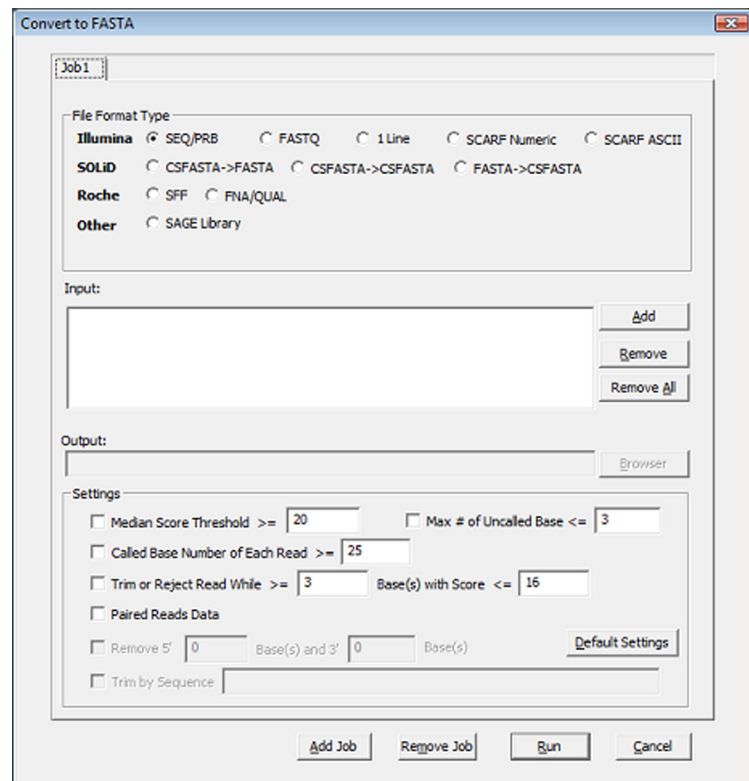 Convert to FASTA
Job1
File Format Type
Illumina SEQ/PRB FASTQ 1 Line SCARF Numeric SCARF ASCII
SOLiD CSFASTA->FASTA CSFASTA->CSFASTA FASTA->CSFASTA
Roche SFF FNA/QUAL
Other SAGE Library
Input:
Add
Remove
Remove All
Output:
Browser
Settings
Median Score Threshold >= 20 Max # of Uncalled Base <= 3
Called Base Number of Each Read >= 25
Trim or Reject Read While >= 3 Base(s) with Score <= 16
Paired Reads Data
Remove 5' 0 Base(s) and 3' 0 Base(s) Default Settings
Trim by Sequence
Add Job Remove Job Run Cancel